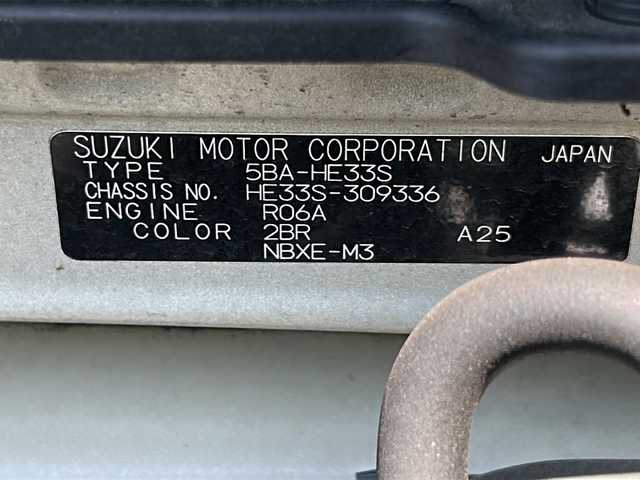 SUZUKI MOTOR CORPORATION JAPAN
TYPE 5BA-HE33S
CHASSIS NO. HE33S-309336
ENGINE R06A
COLOR 2BR A25
NBXE-M3